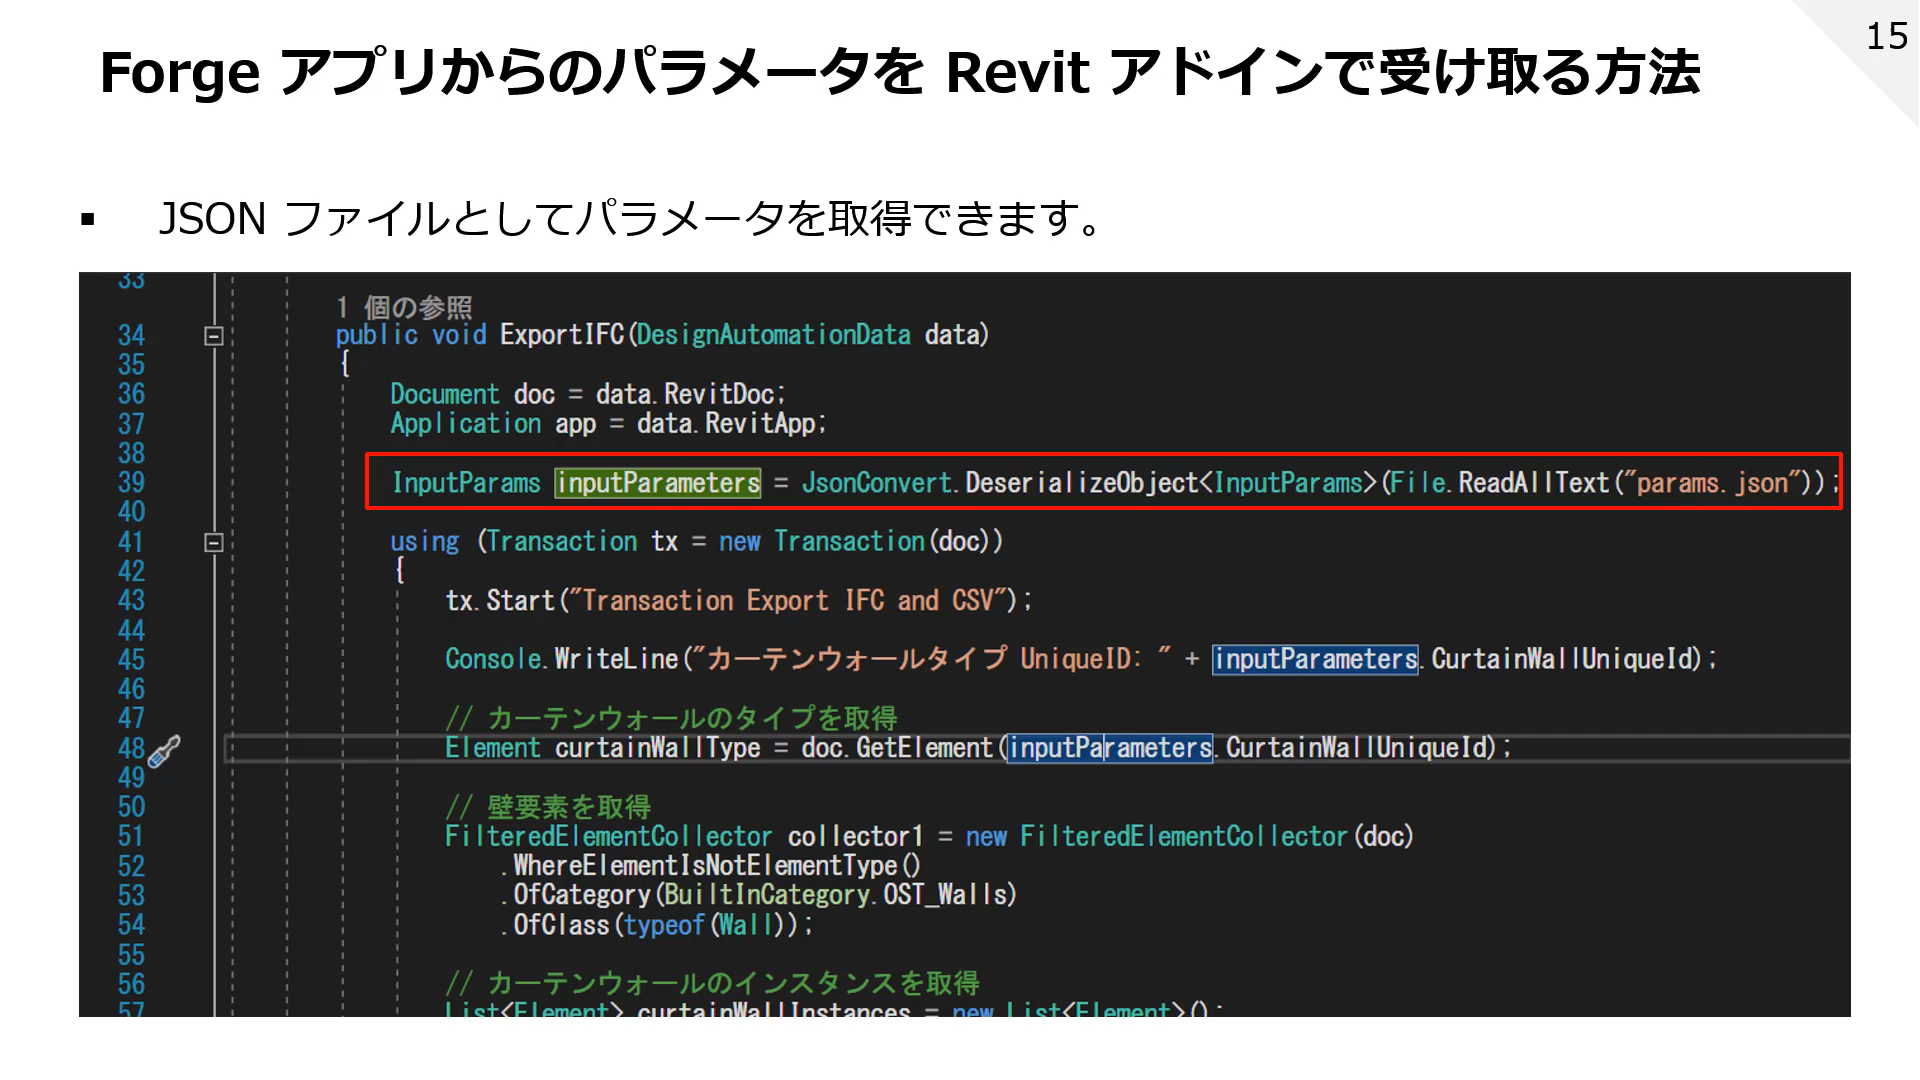 15
Forge アプリからのパラメータを Revit アドインで受け取る方法
▪ JSON ファイルとしてパラメータを取得できます。
33
1 個の参照
34 public void ExportIFC(DesignAutomationData data)
35 {
36 Document doc = data.RevitDoc;
37 Application app = data.RevitApp;
38
39 InputParams inputParameters = JsonConvert.DeserializeObject<InputParams>(File.ReadAllText("params.json"));
40
41 using (Transaction tx = new Transaction(doc))
42 {
43 tx.Start("Transaction Export IFC and CSV");
44
45 Console.WriteLine("カーテンウォールタイプ UniqueID: " + inputParameters.CurtainWallUniqueId);
46
47 // カーテンウォールのタイプを取得
48 Element curtainWallType = doc.GetElement(inputParameters.CurtainWallUniqueId);
49
50 // 壁要素を取得
51 FilteredElementCollector collector1 = new FilteredElementCollector(doc)
52 .WhereElementIsNotElementType()
53 .OfCategory(BuiltInCategory.OST_Walls)
54 .OfClass(typeof(Wall));
55
56 // カーテンウォールのインスタンスを取得
57 List<Element> curtainWallInstances = new List<Element>();